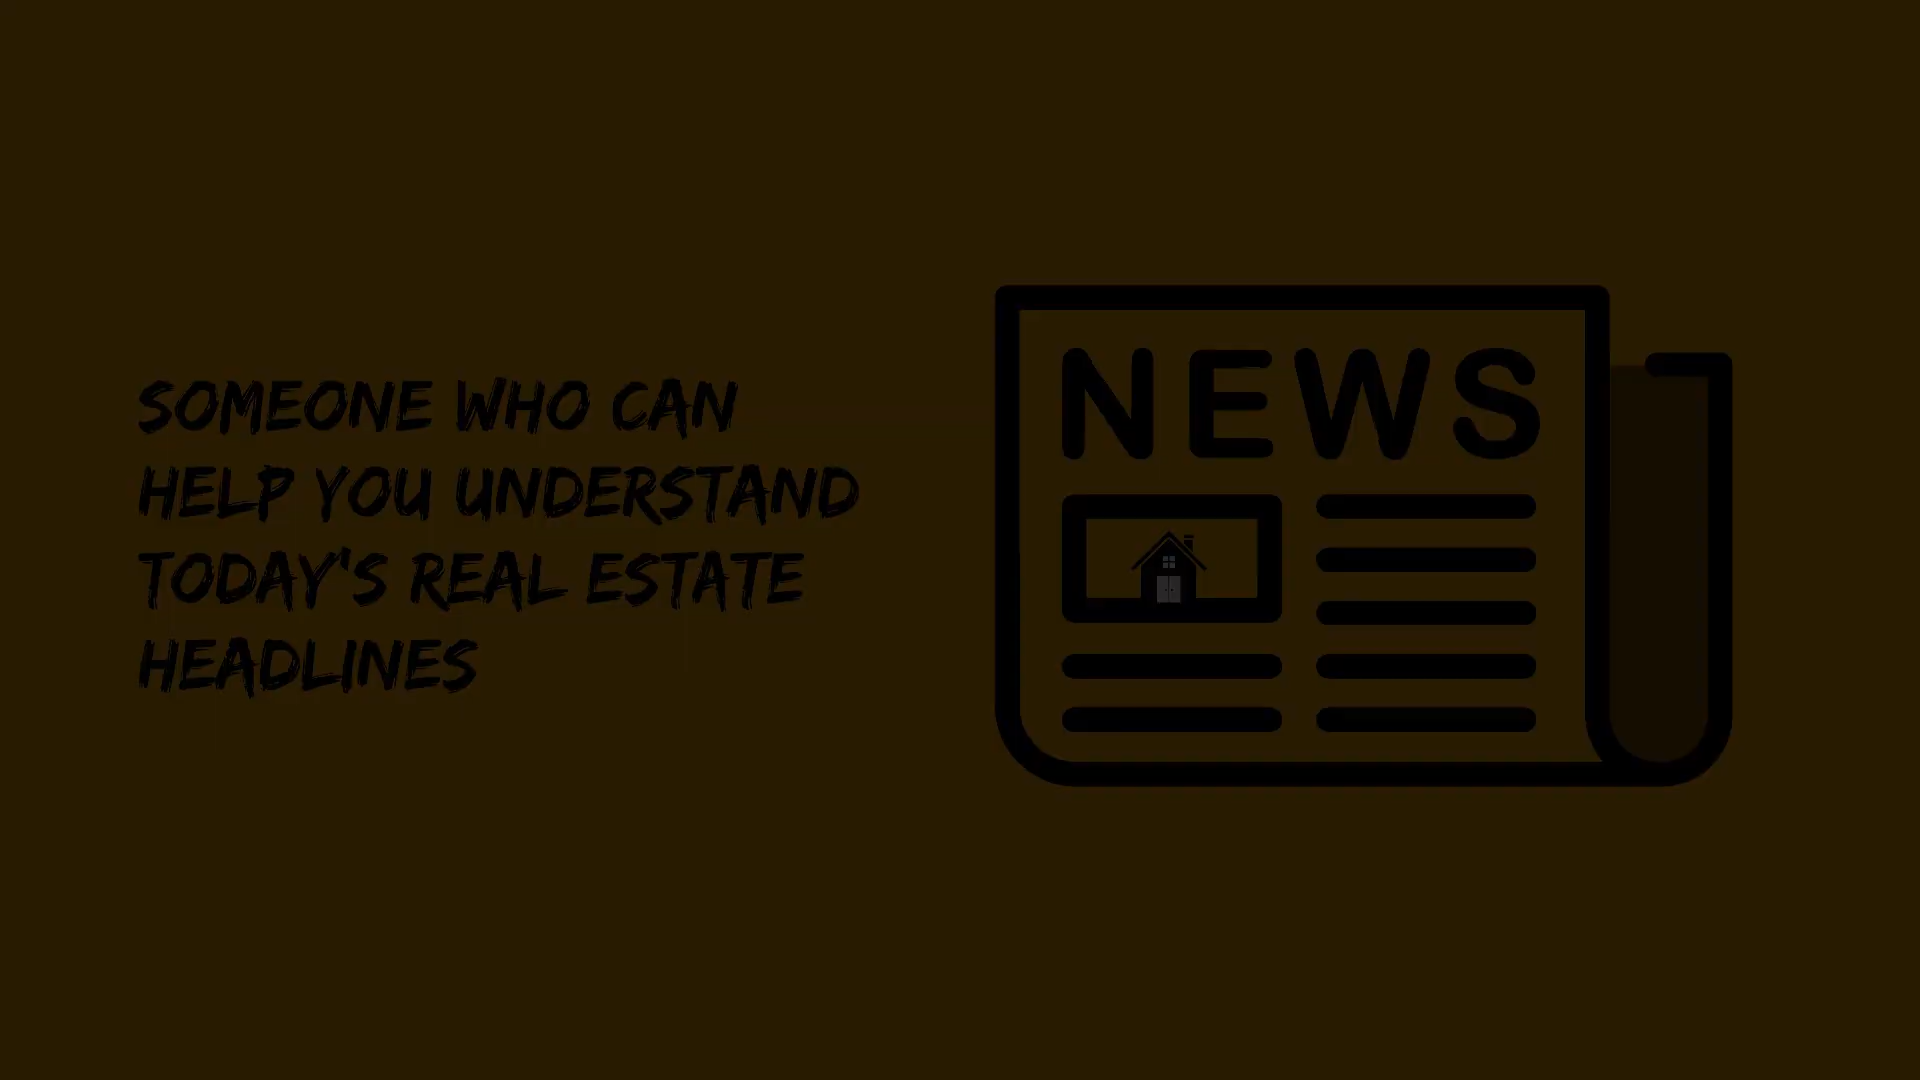 SOMEONE WHO CAN
HELP YOU UNDERSTAND
TODAY'S REAL ESTATE
HEADLINES
NEWS